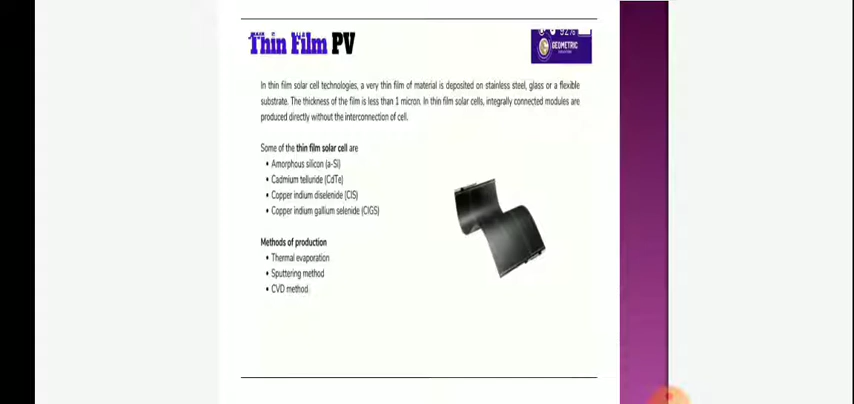 Thin Film PV
92%
GEOMETRIC
In thin film solar cell technologies, a very thin film of material is deposited on stainless steel, glass or a flexible
substrate. The thickness of the film is less than 1 micron. In thin film solar cells, integrally connected modules are
produced directly without the interconnection of cell.
Some of the thin film solar cell are
• Amorphous silicon (a-Si)
• Cadmium telluride (CdTe)
• Copper indium diselenide (CIS)
• Copper indium gallium selenide (CIGS)
Methods of production
• Thermal evaporation
• Sputtering method
• CVD method